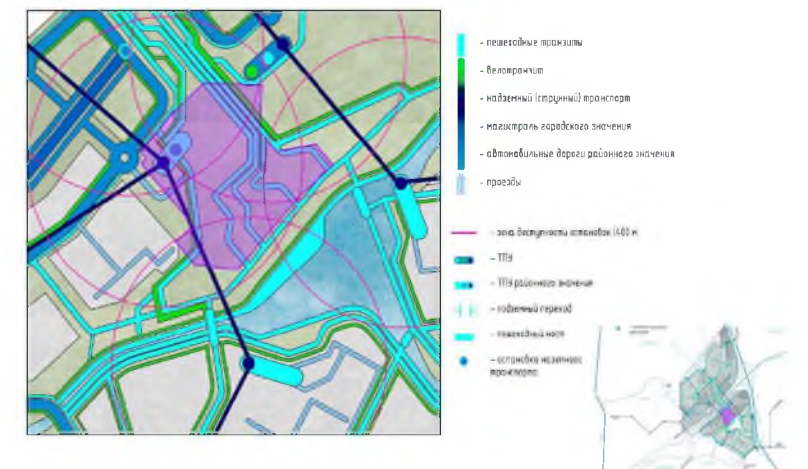 - пешеходные транзиты
- велотранзит
- надземный (струнный) транспорт
- магистраль городского значения
- автомобильные дороги районного значения
- проезды
- зона доступности остановок (400 м
- ТПУ
- ТПУ районного значения
- подземный переход
- пешеходный мост
- остановка наземного
транспорта